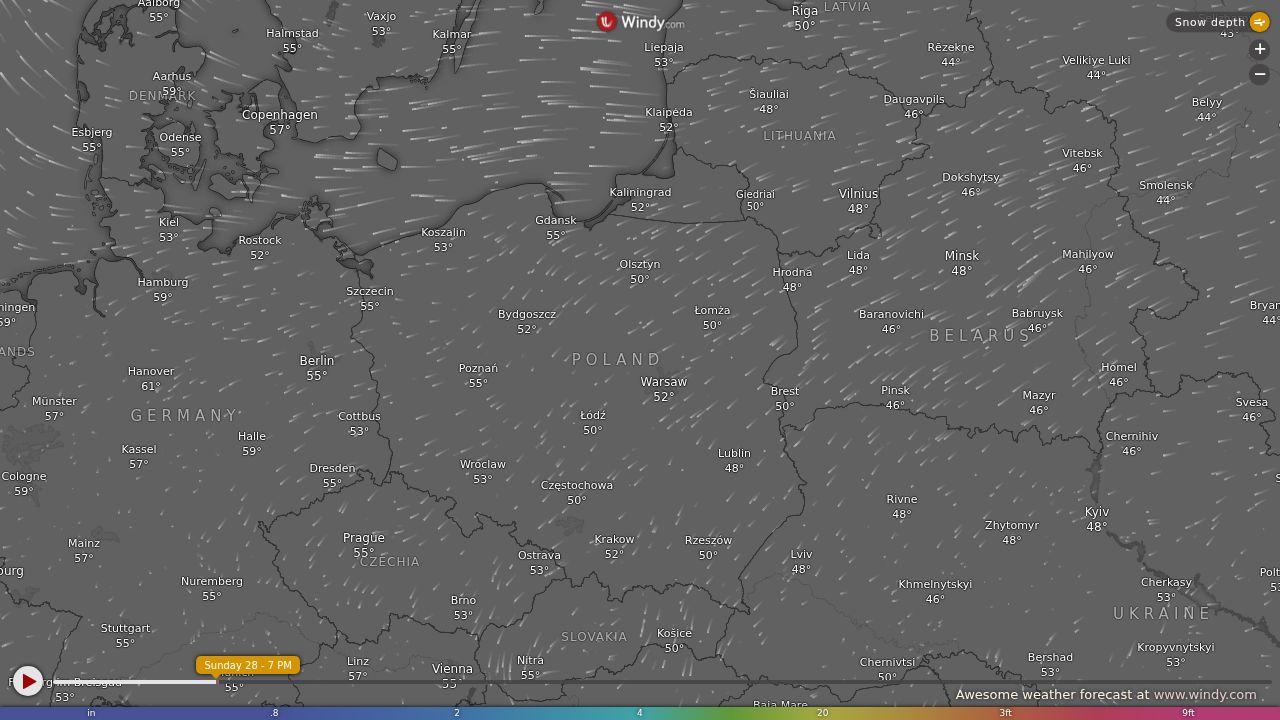 Aalborg
55°
Vaxjo
53°
Windy.com
Riga
50°
LATVIA
Snow depth
Halmstad
55°
Kalmar
55°
Liepaja
53°
Rēzekne
44°
Velikiye Luki
44°
+
−
Aarhus
59°
DENMARK
Copenhagen
57°
Klaipėda
52°
Šiauliai
48°
Daugavpils
46°
Belyy
44°
Esbjerg
55°
Odense
55°
LITHUANIA
Vitebsk
46°
Kaliningrad
52°
Giedriai
50°
Vilnius
48°
Dokshytsy
46°
Smolensk
44°
Kiel
53°
Rostock
52°
Koszalin
53°
Gdansk
55°
Olsztyn
50°
Hrodna
48°
Lida
48°
Minsk
48°
Mahilyow
46°
Hamburg
59°
Szczecin
55°
Bydgoszcz
52°
Łomża
50°
Baranovichi
46°
Babruysk
46°
BELARUS
POLAND
Hanover
61°
Berlin
55°
Poznań
55°
Warsaw
52°
Brest
50°
Pinsk
46°
Mazyr
46°
Homel
46°
Münster
57°
GERMANY
Cottbus
53°
Łódź
50°
Svesa
46°
Kassel
57°
Halle
59°
Lublin
48°
Chernihiv
46°
Cologne
59°
Dresden
55°
Wroclaw
53°
Częstochowa
50°
Rivne
48°
Zhytomyr
48°
Kyiv
48°
Mainz
57°
Prague
55°
CZECHIA
Ostrava
53°
Krakow
52°
Rzeszów
50°
Lviv
48°
Nuremberg
55°
Brno
53°
Khmelnytskyi
46°
Cherkasy
53°
UKRAINE
Stuttgart
55°
SLOVAKIA
Košice
50°
Kropyvnytskyi
53°
Sunday 28 - 7 PM
Linz
57°
Vienna
55°
Nitra
55°
Chernivtsi
50°
Bershad
53°
53°
55°
Awesome weather forecast at www.windy.com
Baia Mare
in .8 2 4 20 3ft 9ft